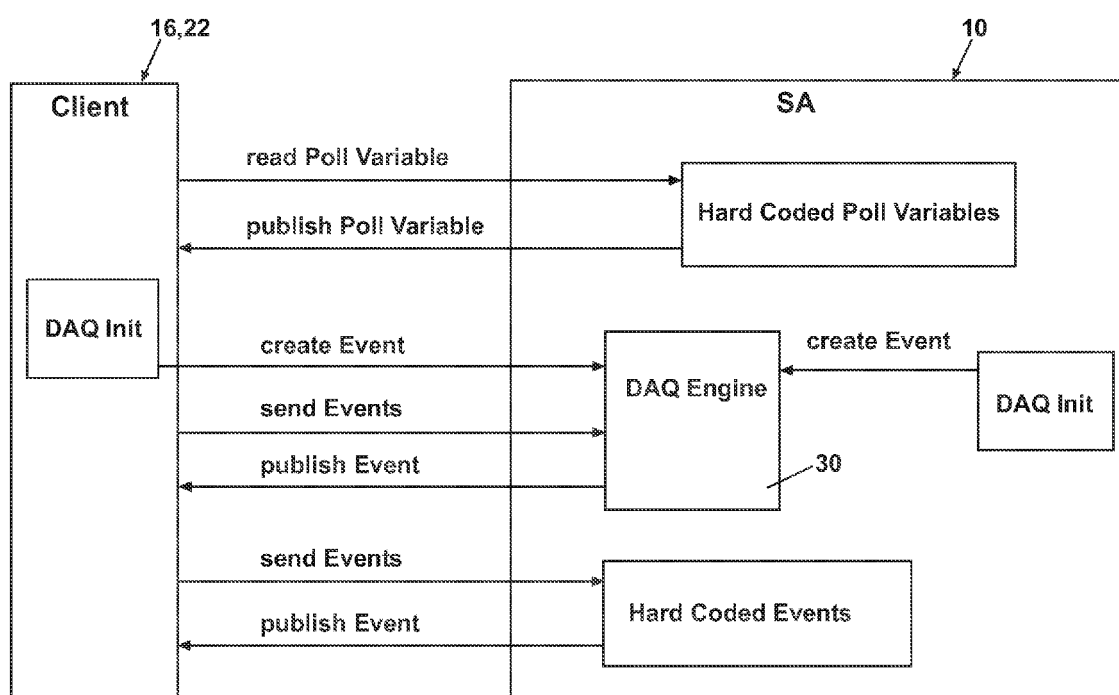 16,22
10
Client
SA
read Poll Variable
Hard Coded Poll Variables
publish Poll Variable
DAQ Init
create Event
DAQ Engine
create Event
DAQ Init
send Events
publish Event
30
send Events
Hard Coded Events
publish Event